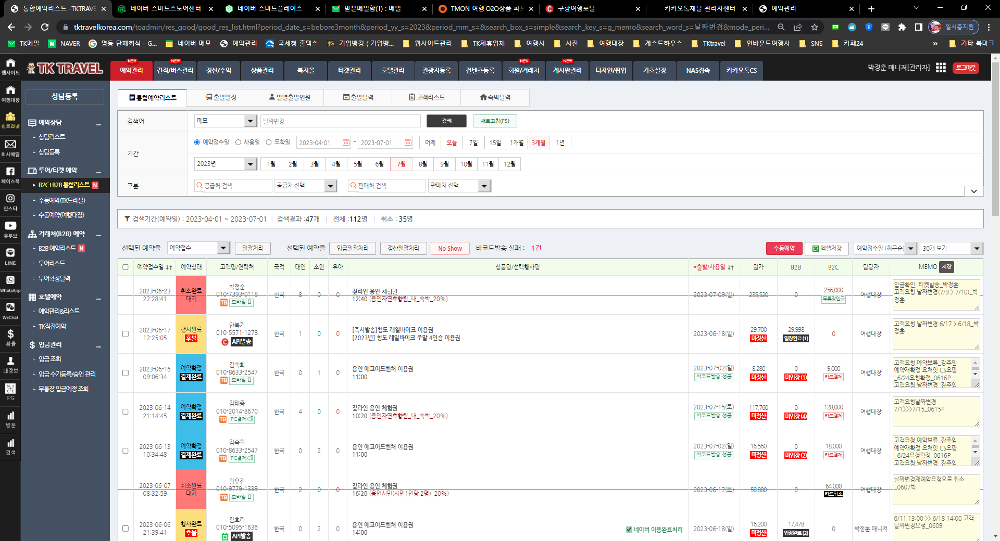 통합예약리스트 -TKTRAVE
네이버 스마트스토어센터
네이버 스마트플레이스
받은메일함(1) : 메일
TMON 여행·O2O상품 파트
쿠팡여행포탈
카카오톡채널 관리자센터
예약관리
tktravelkorea.com/toadmin/res_good/good_res_list.html?period_date_s=bebore3month&period_yy_s=2023&period_mm_s=&search_box_s=simple&search_key_s=g_memo&search_word_s=날짜변경&mode_peri...
일시중지됨
TK메일
NAVER
명동 단체회식 - G...
네이버 메모
예약관리
국세청 홈택스
기업뱅킹 ( 기업뱅...
웹사이트관리
TK제휴업체
여행사
사진
여행대장
게스트하우스
TKtravel
인바운드여행사
SNS
카페24
»
기타 북마크
웹사이트
여행대장
인트라넷
회사메일
페이스북
인스타
유투브
LINE
WhatsApp
WeChat
환율
내정보
PG
방문
검색
TK TRAVEL
예약관리 NEW
견적/버스관리 NEW
정산/수익
상품관리
복지몰
티켓관리
호텔관리
관광지등록
컨텐츠등록
회원/거래처 NEW
게시판관리 NEW
디자인/팝업
기초설정
NAS접속
카카오톡CS
박정훈 매니저[관리자]
로그아웃
상담등록
예약상담
상담리스트
상담등록
투어/티켓 예약
B2C+B2B 통합리스트 N
수동예약(TK트래블)
수동예약(여행대장)
거래처(B2B) 예약
B2B 예약리스트 N
투어리스트
투어확정달력
호텔예약
예약관리&리스트
TK직접예약
입금관리
입금 조회
입금 수기등록/승인 관리
무통장 입금예정 조회
통합예약리스트
출발일정
일별출발인원
출발달력
고객리스트
숙박달력
검색어 메모 날짜변경 검색 새로고침(F5)
기간
예약접수일 사용일 도착일 2023-04-01 ~ 2023-07-01 어제 오늘 7일 15일 1개월 3개월 1년
2023년 1월 2월 3월 4월 5월 6월 7월 8월 9월 10월 11월 12월
구분 공급처 검색 공급처 선택 판매처 검색 판매처 선택
검색기간(예약일) : 2023-04-01 ~ 2023-07-01 | 검색결과 :47개 | 전체 :112명 | 취소 : 35명
선택된 예약을 예약접수 일괄처리 선택된 예약을 입금일괄처리 정산일괄처리 No Show 바코드발송 실패 : 1건
수동예약 엑셀저장 예약접수일 (최근순) 30개 보기
예약접수일 예약상태 고객명/연락처 국적 대인 소인 유아 상품명/선택행사명 *출발/사용일 원가 B2B B2C 담당자 MEMO 저장
2023-06-23
22:28:41
취소완료
대기
박정순
010-7393-0118
TB 모바일
한국 8 0 0
짚라인 용인 체험권
12:40 (용인자연휴향림_내_숙박_20%)
2023-07-09(일)
235,520
0
256,000
무통장입금
여행대장
입금확인, 티켓발송_박정훈
고객요청 날짜변경(7/9 > 7/10)_박
정훈
2023-06-17
12:25:05
행사완료
후불
안복기
010-5571-1278
API발송
한국 1 0 0
[즉시발송]청도 레일바이크 이용권
[2023년] 청도 레일바이크 주말 4인승 이용권
2023-06-18(일)
29,700
미정산
29,998
입장완료 (1)
0
여행대장
고객요청 날짜변경 6/17 > 6/18_박
정훈
2023-06-16
09:06:34
예약확정
결제완료
김숙희
010-8633-2547
TB 모바일
한국 0 1 0
용인 에코어드벤처 이용권
11:00
2023-07-02(일)
바코드발송 성공
8,280
미정산
0
미입장 (1)
9,000
카드결제
여행대장
고객요청 예약보류_강주임
예약재확정 요처잇 CS요망
_6/24요청확정_0616P
고객요청 날짜변경_강주임
2023-06-14
21:14:45
예약확정
결제완료
김태중
010-2014-8670
TB PC결제
한국 4 0 0
짚라인 용인 체험권
10:20 (용인자연휴향림_내_숙박_20%)
2023-07-15(토)
바코드발송 성공
117,760
미정산
0
미입장 (4)
128,000
카드결제
여행대장
고객요청날짜변경
7/1>>>7/15_0615P
2023-06-13
10:34:48
예약확정
결제완료
김숙희
010-8633-2547
TB PC결제
한국 0 2 0
용인 에코어드벤처 이용권
11:00
2023-07-02(일)
바코드발송 성공
16,560
미정산
0
미입장 (2)
18,000
카드결제
여행대장
고객요청 예약보류_강주임
예약재확정 요처잇 CS요망
_6/24요청확정_0616P
고객요청 날짜변경_강주임
2023-06-07
08:32:59
취소완료
대기
황유진
010-9779-1339
TB 모바일
한국 2 0 0
짚라인 용인 체험권
16:20 (용인시민(시민1인당 2명)_20%)
2023-06-17(토)
58,880
0
64,000
카드취소
여행대장
날짜변경재예약요청으로 취소
_0607박
2023-06-06
21:39:41
행사완료
후불
김효리
010-5095-1636
API발송
한국 0 2 0
용인 에코어드벤처 이용권
14:00
네이버 이용완료처리
2023-06-18(일)
16,200
미정산
17,478
입장완료 (2)
0
박정훈 매니저
6/11 13:00 >> 6/18 14:00 고객
날짜변경요청_0609